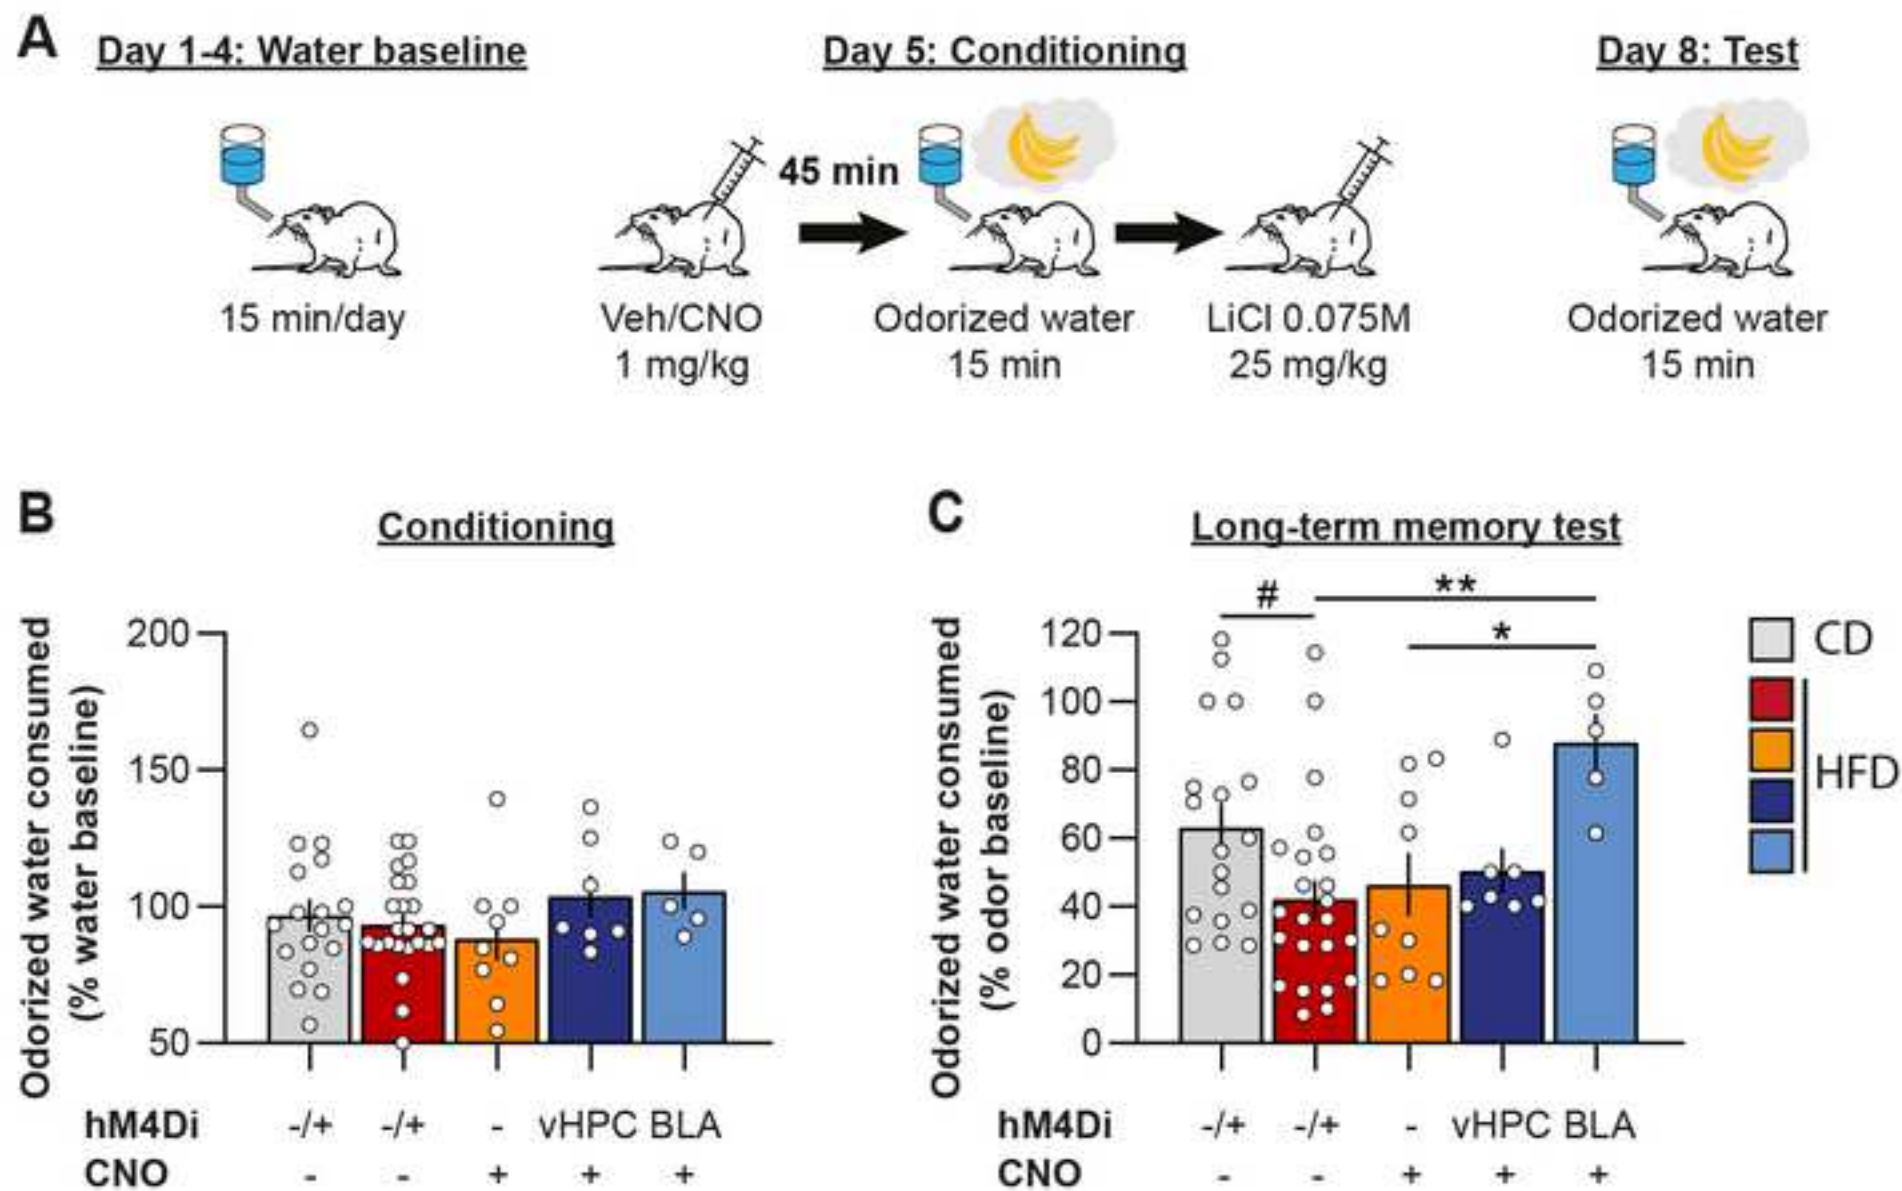 A
Day 1-4: Water baseline
Day 5: Conditioning
Day 8: Test
45 min
15 min/day
Veh/CNO
1 mg/kg
Odorized water
15 min
LiCl 0.075M
25 mg/kg
Odorized water
15 min
B
Conditioning
Odorized water consumed
(% water baseline)
200
150
100
50
hM4Di -/+ -/+ - vHPC BLA
CNO - - + + +
C
Long-term memory test
# **
*
Odorized water consumed
(% odor baseline)
120
100
80
60
40
20
0
hM4Di -/+ -/+ - vHPC BLA
CNO - - + + +
CD
HFD